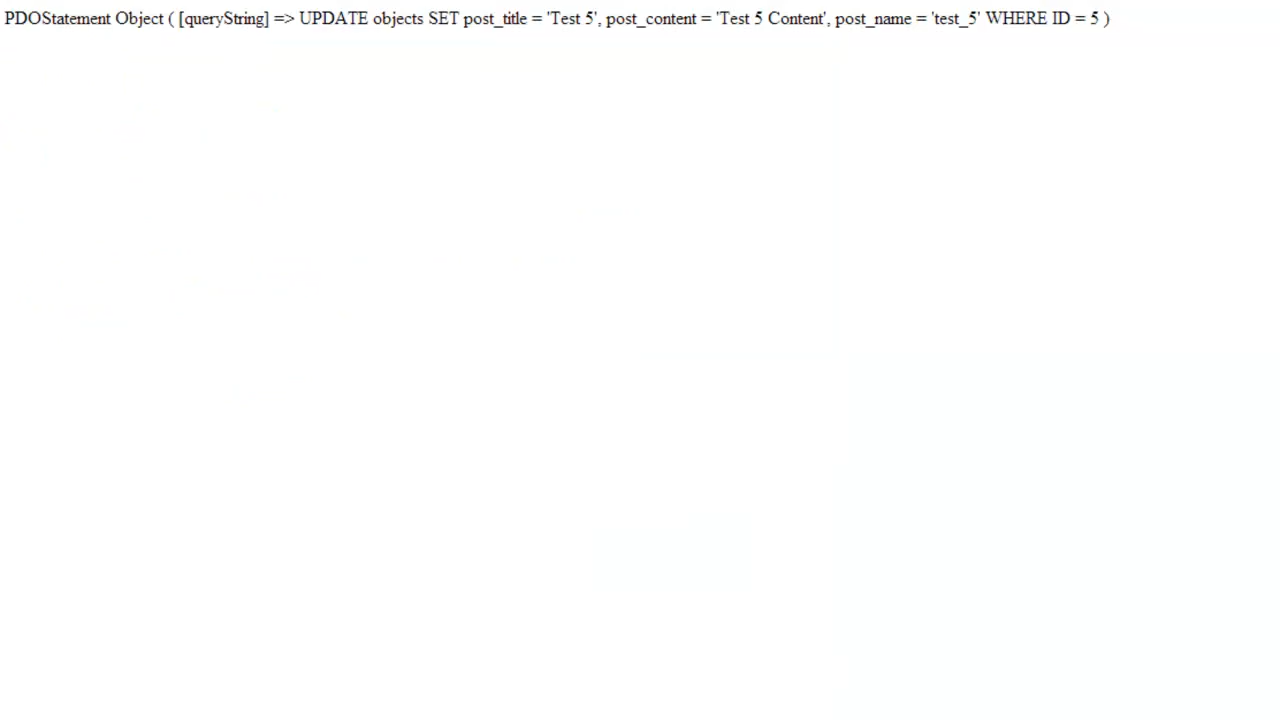 PDOStatement Object ( [queryString] => UPDATE objects SET post_title = 'Test 5', post_content = 'Test 5 Content', post_name = 'test_5' WHERE ID = 5 )